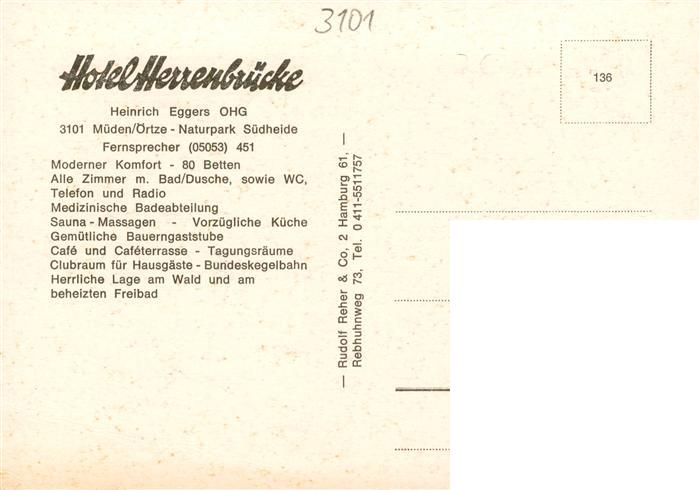 3101
Hotel Herrenbrücke
Heinrich Eggers OHG
3101 Müden/Örtze - Naturpark Südheide
Fernsprecher (05053) 451
Moderner Komfort - 80 Betten
Alle Zimmer m. Bad/Dusche, sowie WC,
Telefon und Radio
Medizinische Badeabteilung
Sauna - Massagen - Vorzügliche Küche
Gemütliche Bauerngaststube
Café und Caféterrasse - Tagungsräume
Clubraum für Hausgäste - Bundeskegelbahn
Herrliche Lage am Wald und am
beheizten Freibad
— Rudolf Reher & Co, 2 Hamburg 61, —
Rebhuhnweg 73, Tel. 0 411-5511757
136